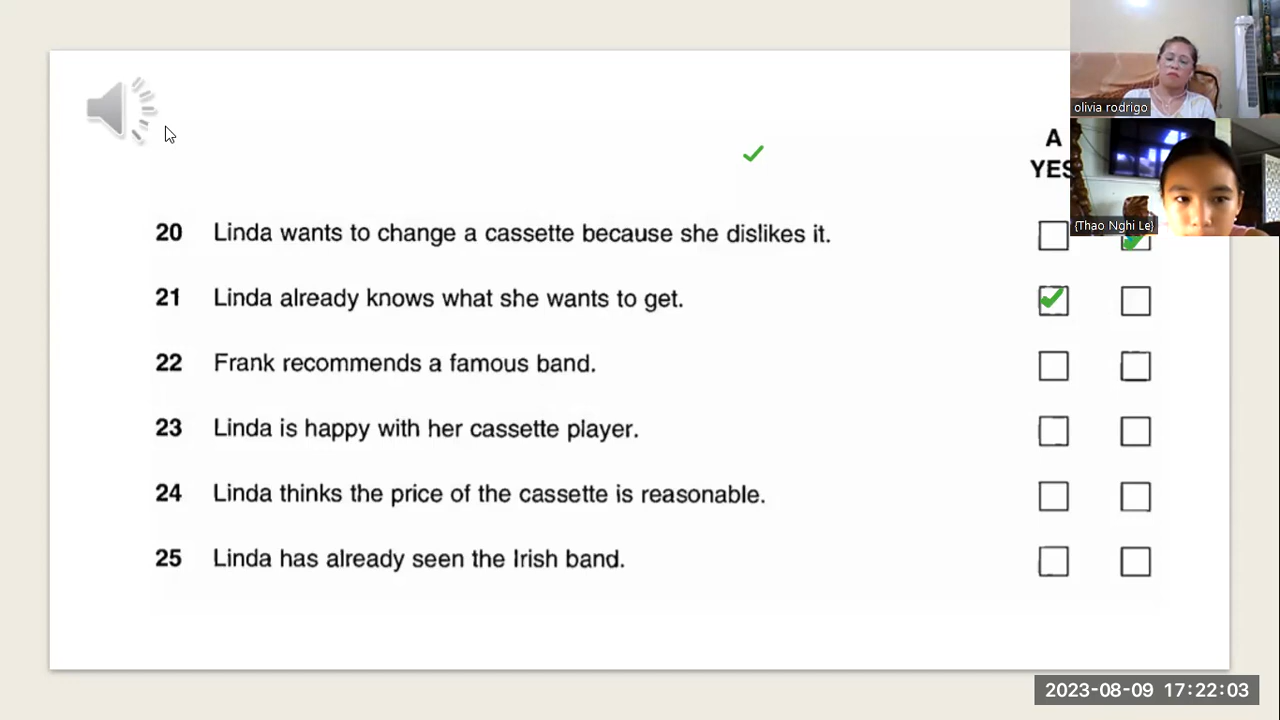 olivia rodrigo
A
YES
{Thao Nghi Le}
20 Linda wants to change a cassette because she dislikes it.
21 Linda already knows what she wants to get.
22 Frank recommends a famous band.
23 Linda is happy with her cassette player.
24 Linda thinks the price of the cassette is reasonable.
25 Linda has already seen the Irish band.
2023-08-09 17:22:03